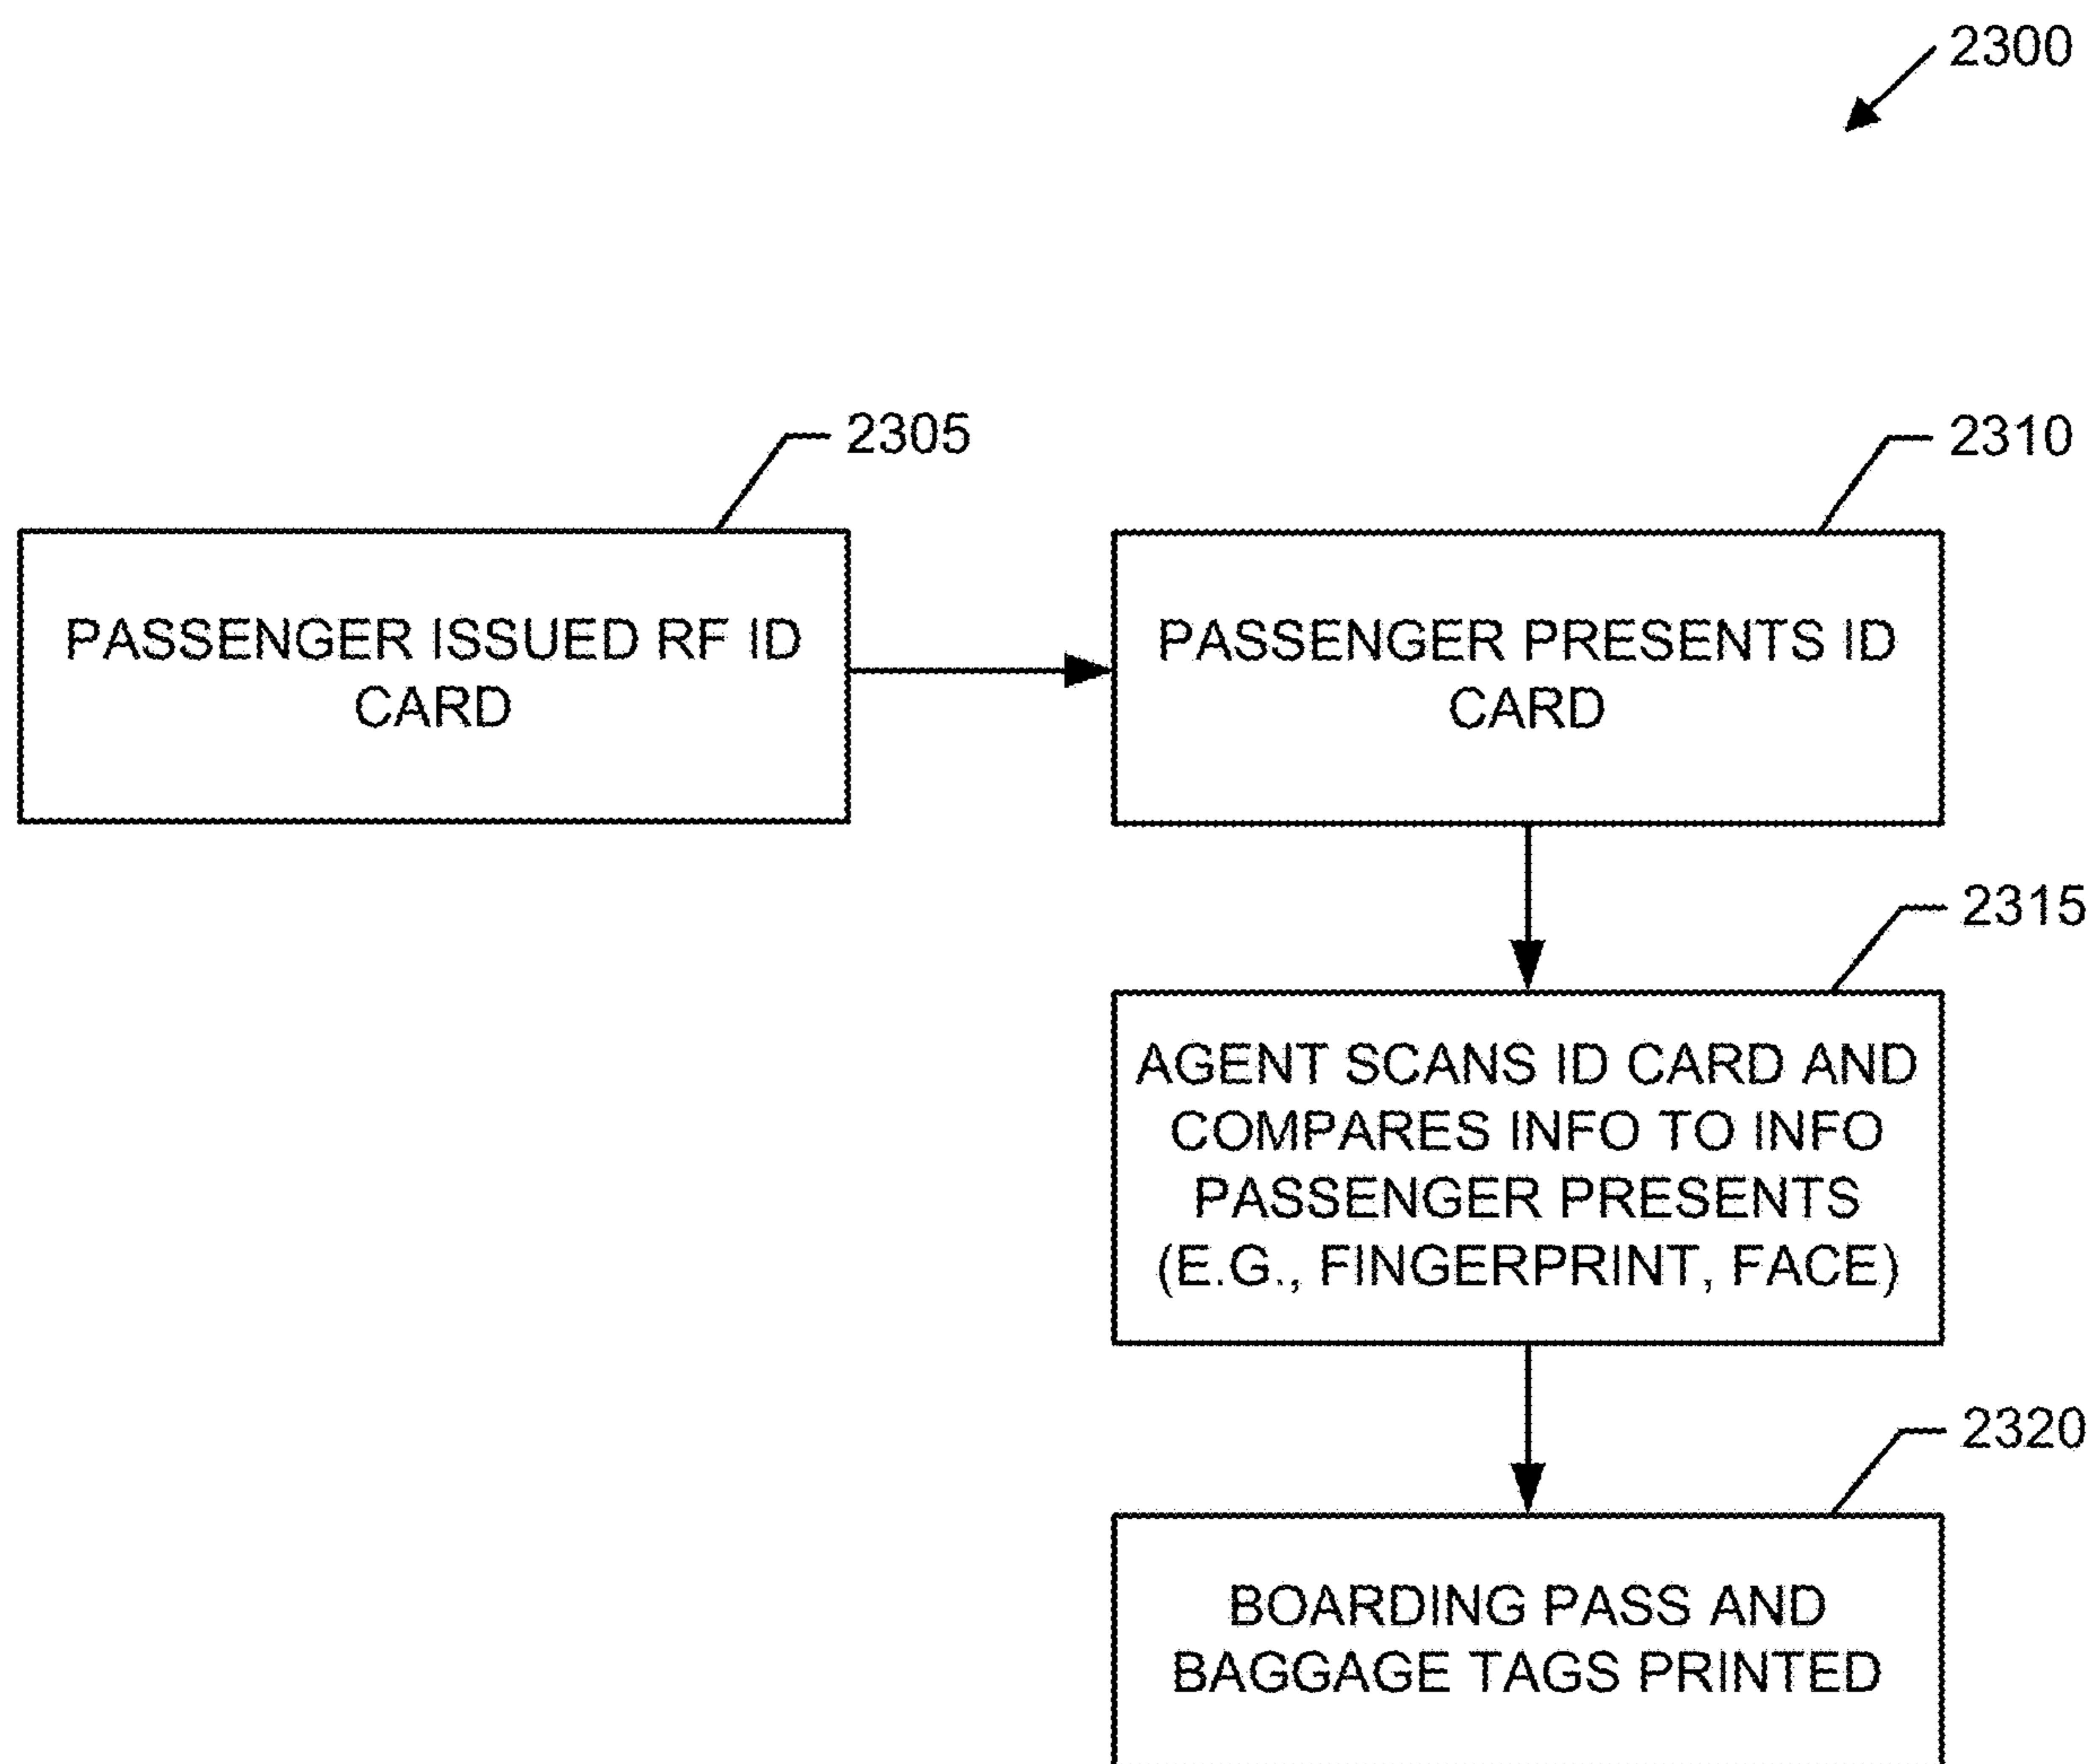 2300
2305
2310
PASSENGER ISSUED RF ID
CARD
PASSENGER PRESENTS ID
CARD
2315
AGENT SCANS ID CARD AND
COMPARES INFO TO INFO
PASSENGER PRESENTS
(E.G., FINGERPRINT, FACE)
2320
BOARDING PASS AND
BAGGAGE TAGS PRINTED